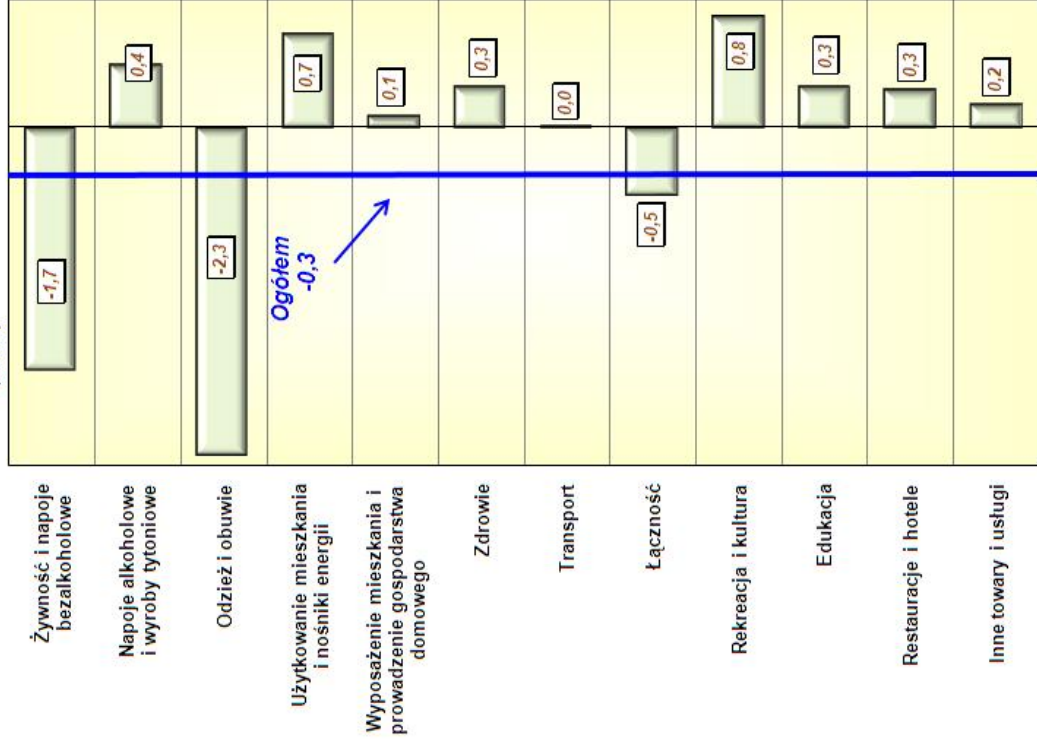 Żywność i napoje
bezalkoholowe
-1,7
Napoje alkoholowe
i wyroby tytoniowe
0,4
Odzież i obuwie
-2,3
Użytkowanie mieszkania
i nośniki energii
0,7
Ogółem
-0,3
Wyposażenie mieszkania i
prowadzenie gospodarstwa
domowego
0,1
Zdrowie
0,3
Transport
0,0
Łączność
-0,5
Rekreacja i kultura
0,8
Edukacja
0,3
Restauracje i hotele
0,3
Inne towary i usługi
0,2